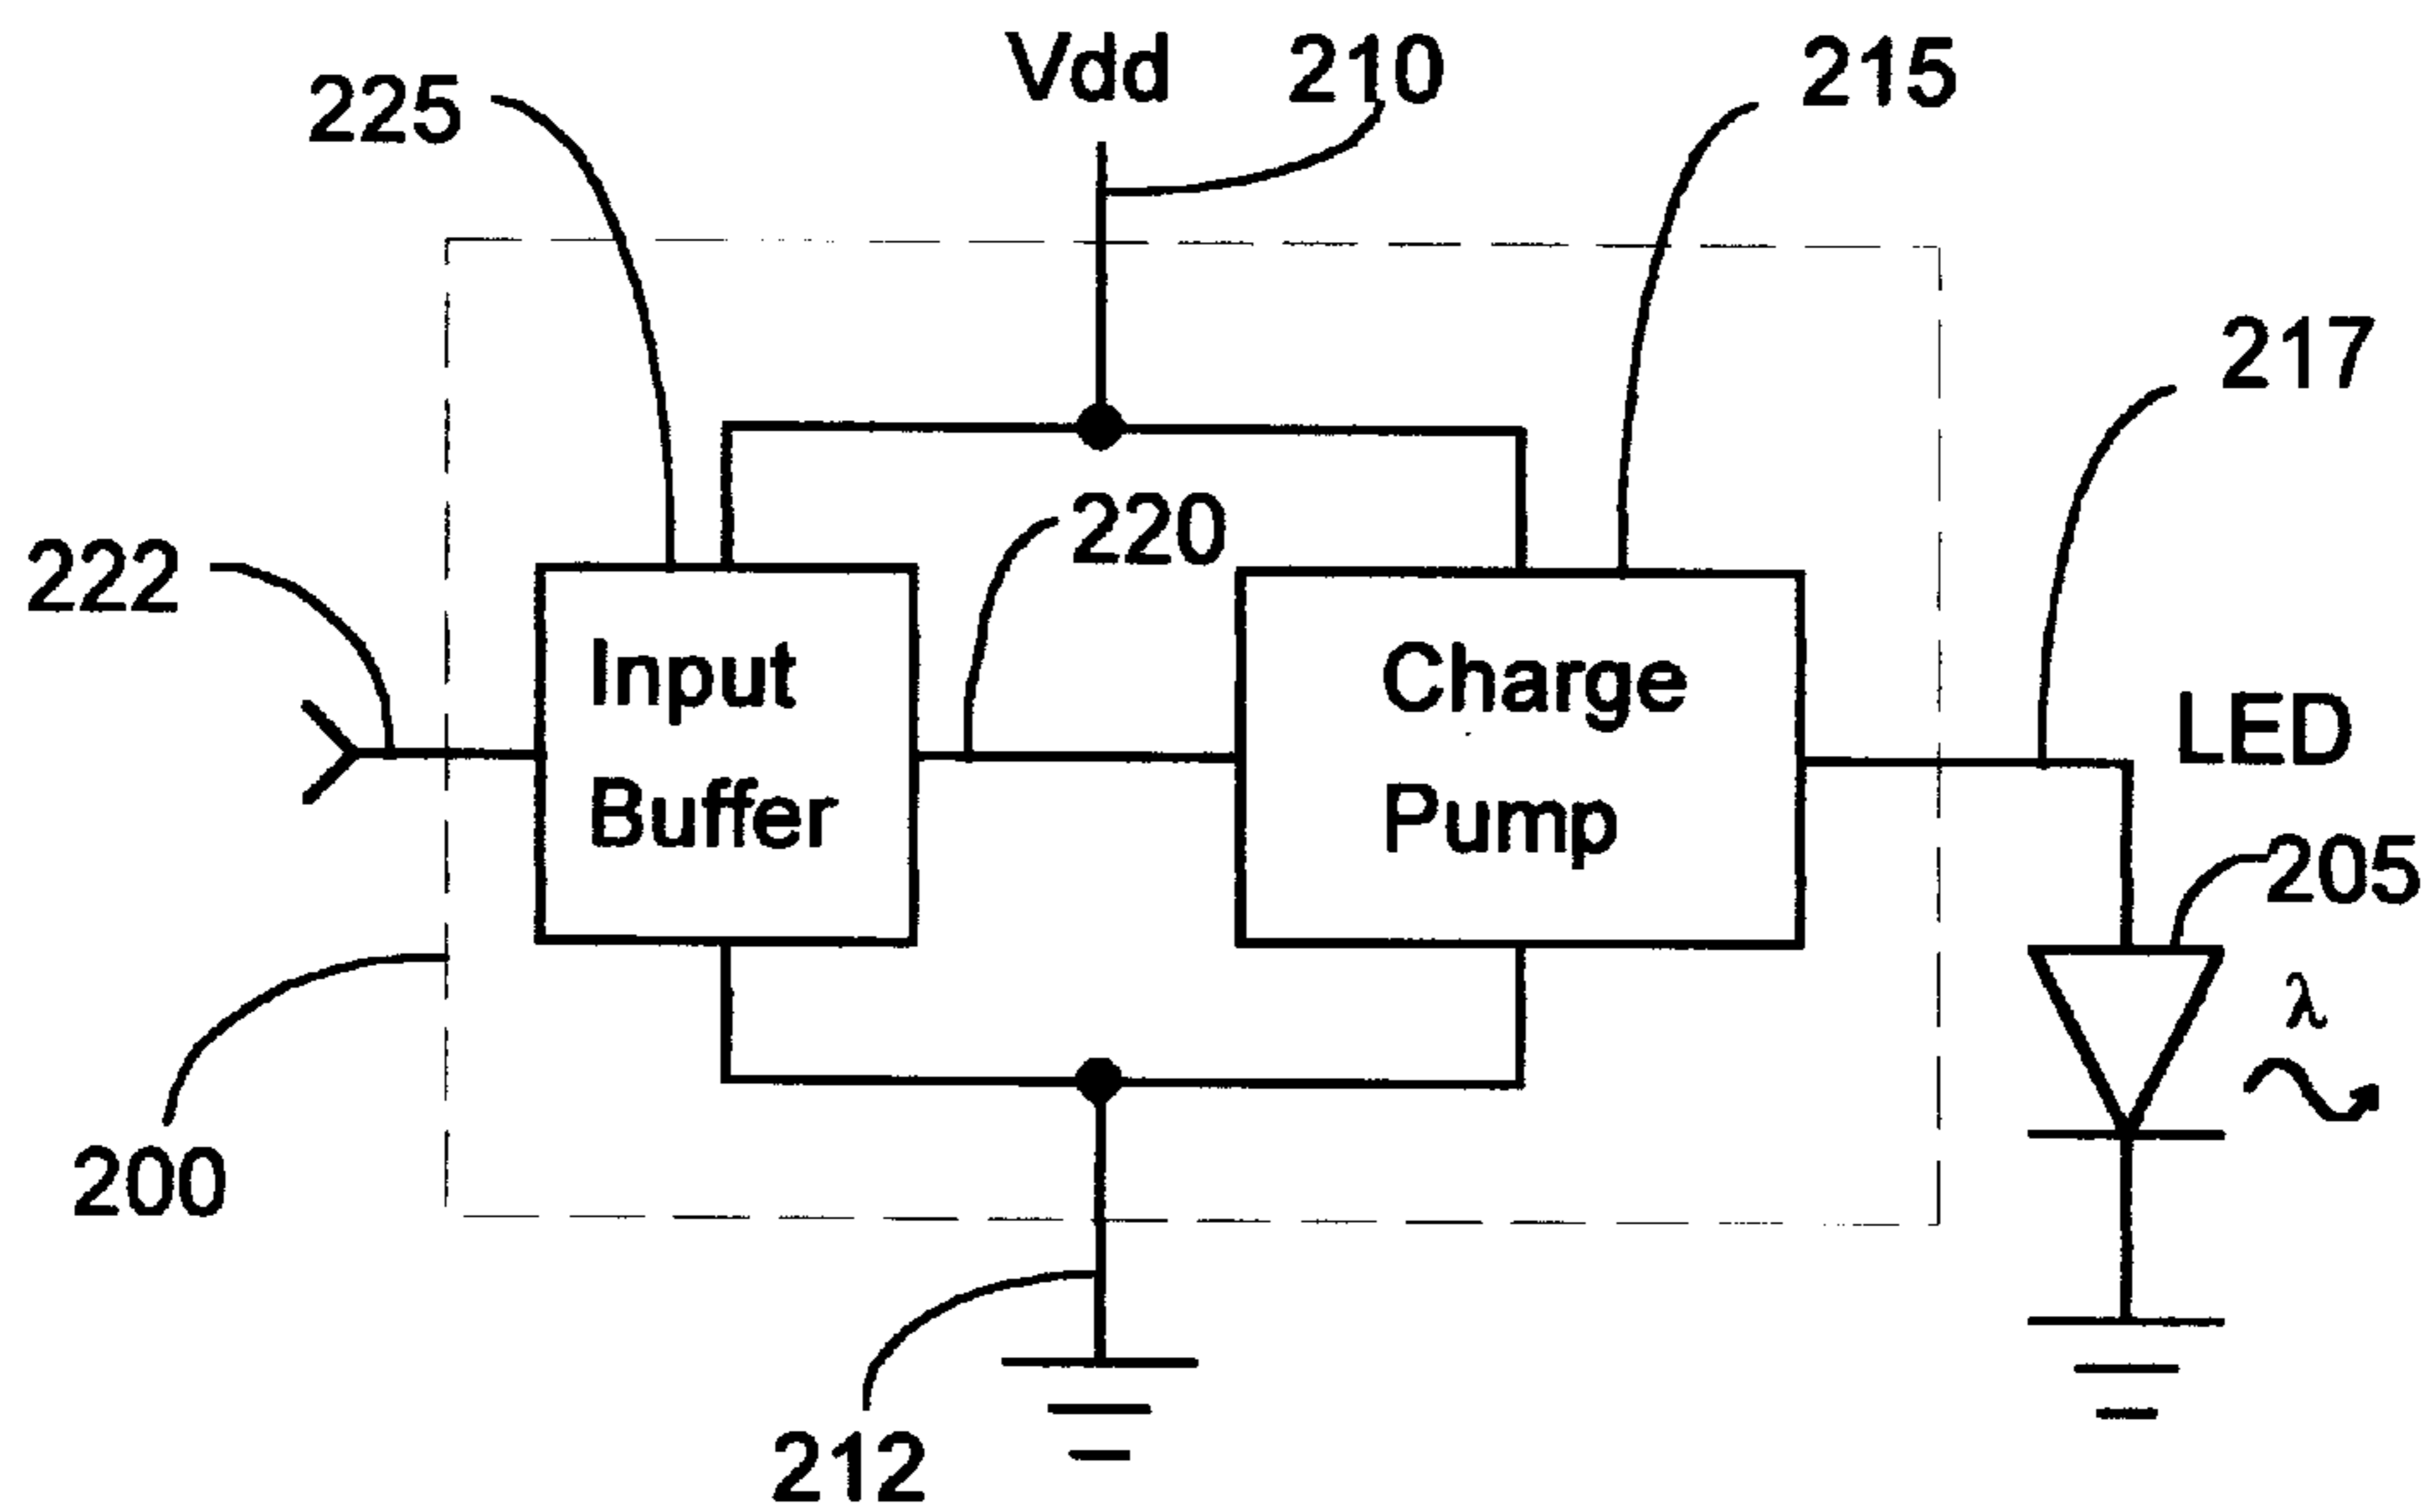 Vdd
210
215
225
217
220
222
Input
Buffer
Charge
Pump
LED
205
λ
200
212